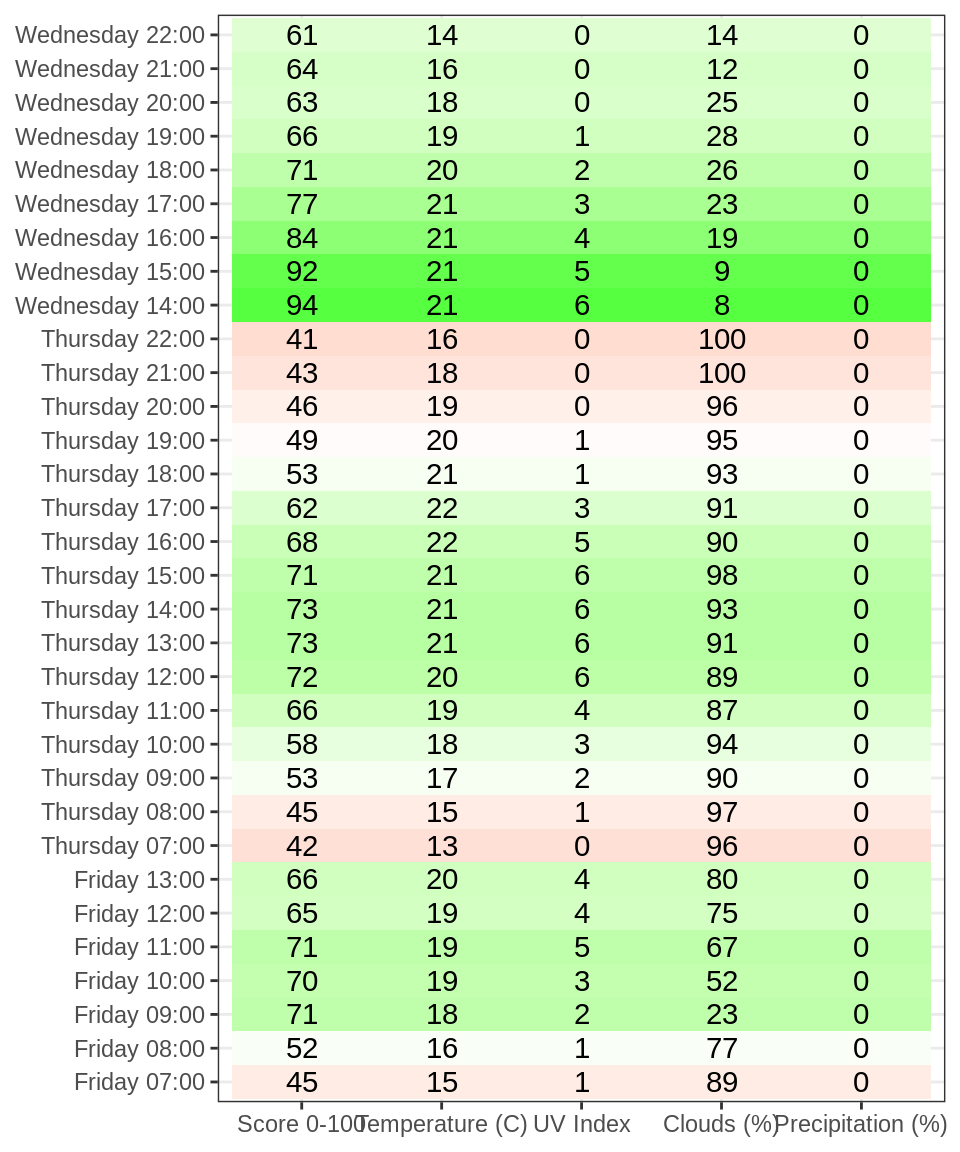 Wednesday 22:00 61 14 0 14 0
Wednesday 21:00 64 16 0 12 0
Wednesday 20:00 63 18 0 25 0
Wednesday 19:00 66 19 1 28 0
Wednesday 18:00 71 20 2 26 0
Wednesday 17:00 77 21 3 23 0
Wednesday 16:00 84 21 4 19 0
Wednesday 15:00 92 21 5 9 0
Wednesday 14:00 94 21 6 8 0
Thursday 22:00 41 16 0 100 0
Thursday 21:00 43 18 0 100 0
Thursday 20:00 46 19 0 96 0
Thursday 19:00 49 20 1 95 0
Thursday 18:00 53 21 1 93 0
Thursday 17:00 62 22 3 91 0
Thursday 16:00 68 22 5 90 0
Thursday 15:00 71 21 6 98 0
Thursday 14:00 73 21 6 93 0
Thursday 13:00 73 21 6 91 0
Thursday 12:00 72 20 6 89 0
Thursday 11:00 66 19 4 87 0
Thursday 10:00 58 18 3 94 0
Thursday 09:00 53 17 2 90 0
Thursday 08:00 45 15 1 97 0
Thursday 07:00 42 13 0 96 0
Friday 13:00 66 20 4 80 0
Friday 12:00 65 19 4 75 0
Friday 11:00 71 19 5 67 0
Friday 10:00 70 19 3 52 0
Friday 09:00 71 18 2 23 0
Friday 08:00 52 16 1 77 0
Friday 07:00 45 15 1 89 0
Score 0-100 Temperature (C) UV Index Clouds (%) Precipitation (%)